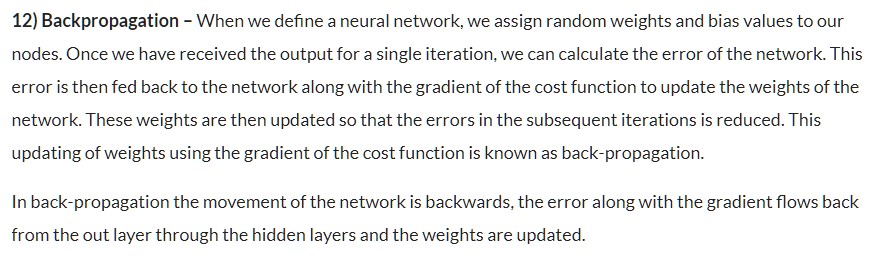 12) Backpropagation – When we define a neural network, we assign random weights and bias values to our
nodes. Once we have received the output for a single iteration, we can calculate the error of the network. This
error is then fed back to the network along with the gradient of the cost function to update the weights of the
network. These weights are then updated so that the errors in the subsequent iterations is reduced. This
updating of weights using the gradient of the cost function is known as back-propagation.
In back-propagation the movement of the network is backwards, the error along with the gradient flows back
from the out layer through the hidden layers and the weights are updated.